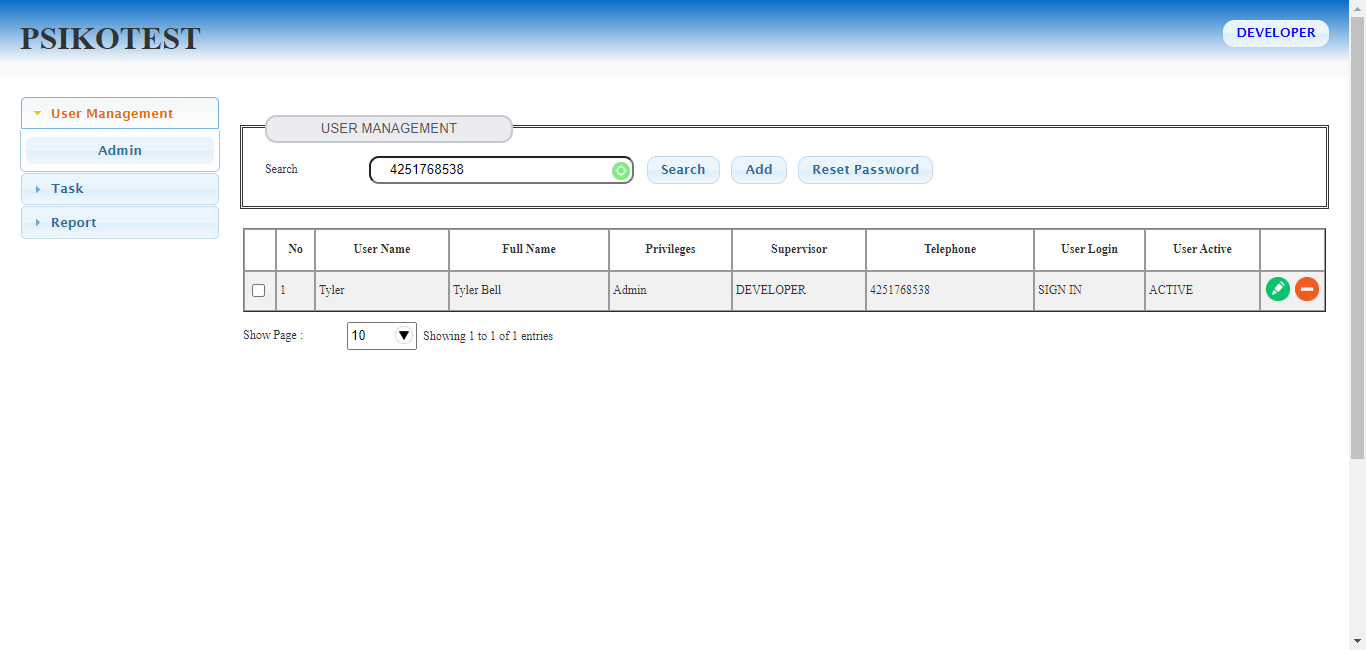 PSIKOTEST
DEVELOPER
User Management
Admin
Task
Report
USER MANAGEMENT
Search 4251768538 Search Add Reset Password
No User Name Full Name Privileges Supervisor Telephone User Login User Active
1 Tyler Tyler Bell Admin DEVELOPER 4251768538 SIGN IN ACTIVE
Show Page : 10 Showing 1 to 1 of 1 entries